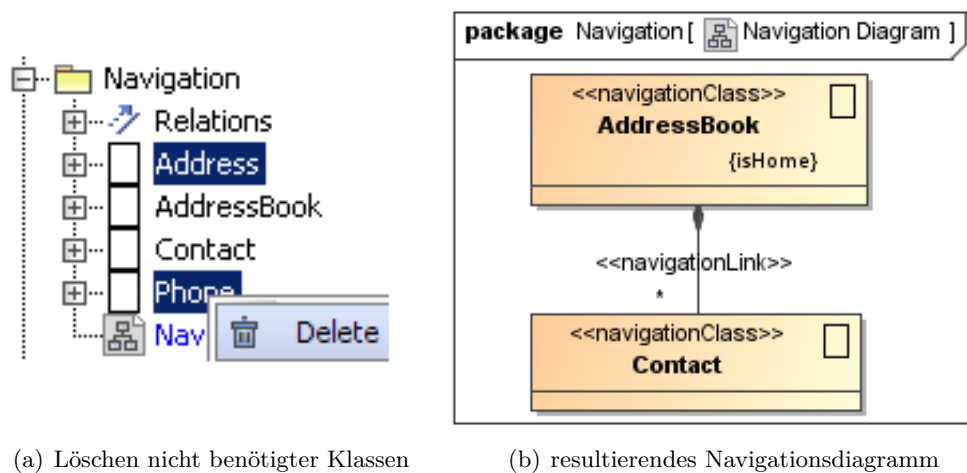 Navigation
Relations
Address
AddressBook
Contact
Phone
Nav
Delete
package Navigation[ Navigation Diagram ]
<<navigationClass>>
AddressBook
{isHome}
<<navigationLink>>
*
<<navigationClass>>
Contact
(a) Löschen nicht benötigter Klassen
(b) resultierendes Navigationsdiagramm